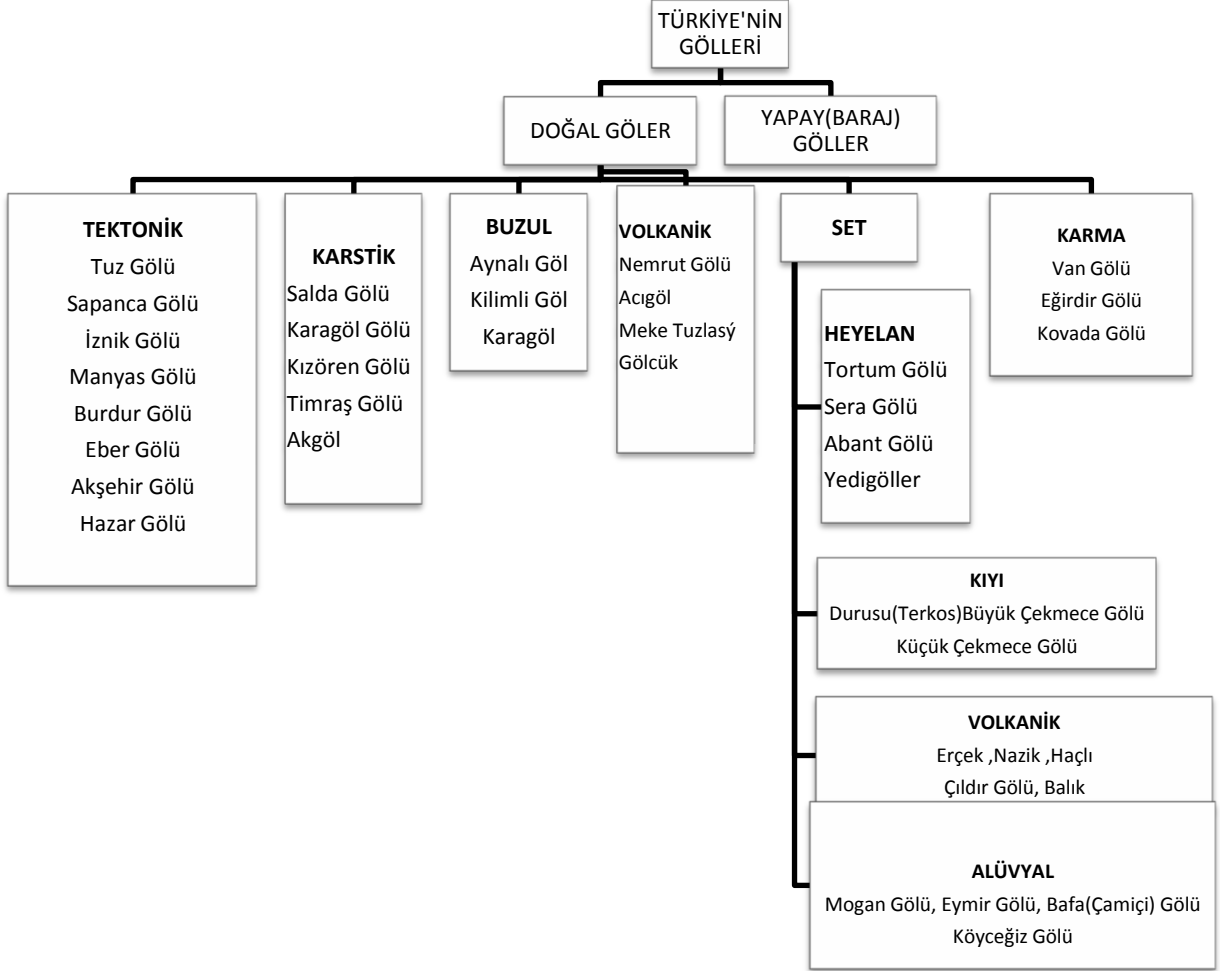 TÜRKİYE'NİN
GÖLLERİ
DOĞAL GÖLER
YAPAY(BARAJ)
GÖLLER
TEKTONİK
Tuz Gölü
Sapanca Gölü
İznik Gölü
Manyas Gölü
Burdur Gölü
Eber Gölü
Akşehir Gölü
Hazar Gölü
KARSTİK
Salda Gölü
Karagöl Gölü
Kızören Gölü
Timraş Gölü
Akgöl
BUZUL
Aynalı Göl
Kilimli Göl
Karagöl
VOLKANİK
Nemrut Gölü
Acıgöl
Meke Tuzlasý
Gölcük
SET
HEYELAN
Tortum Gölü
Sera Gölü
Abant Gölü
Yedigöller
KIYI
Durusu(Terkos)Büyük Çekmece Gölü
Küçük Çekmece Gölü
VOLKANİK
Erçek ,Nazik ,Haçlı
Çıldır Gölü, Balık
ALÜVYAL
Mogan Gölü, Eymir Gölü, Bafa(Çamiçi) Gölü
Köyceğiz Gölü
KARMA
Van Gölü
Eğirdir Gölü
Kovada Gölü